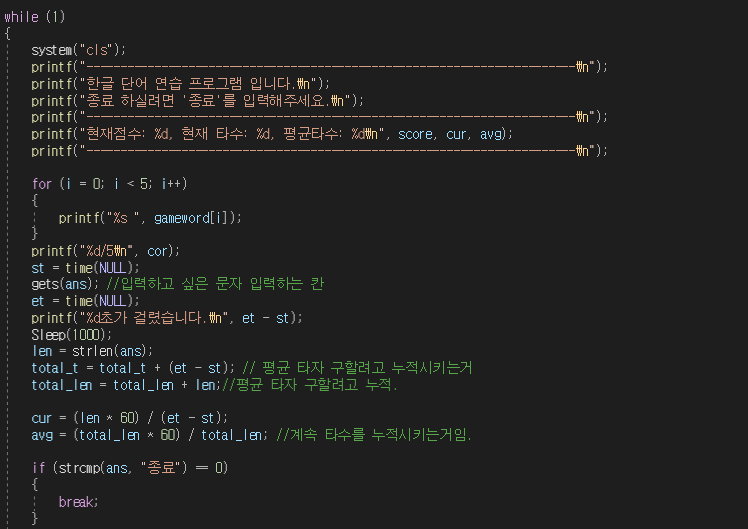 while (1)
{
system("cls");
printf("-----------------------------------------------------------------------₩n");
printf("한글 단어 연습 프로그램 입니다.₩n");
printf("종료 하실려면 '종료'를 입력해주세요.₩n");
printf("-----------------------------------------------------------------------₩n");
printf("현재점수: %d, 현재 타수: %d, 평균타수: %d₩n", score, cur, avg);
printf("-----------------------------------------------------------------------₩n");
for (i = 0; i < 5; i++)
{
printf("%s ", gameword[i]);
}
printf("%d/5₩n", cor);
st = time(NULL);
gets(ans); //입력하고 싶은 문자 입력하는 칸
et = time(NULL);
printf("%d초가 걸렸습니다.₩n", et - st);
Sleep(1000);
len = strlen(ans);
total_t = total_t + (et - st); // 평균 타자 구할려고 누적시키는거
total_len = total_len + len;//평균 타자 구할려고 누적.
cur = (len * 60) / (et - st);
avg = (total_len * 60) / total_len; //계속 타수를 누적시키는거임.
if (strcmp(ans, "종료") == 0)
{
break;
}